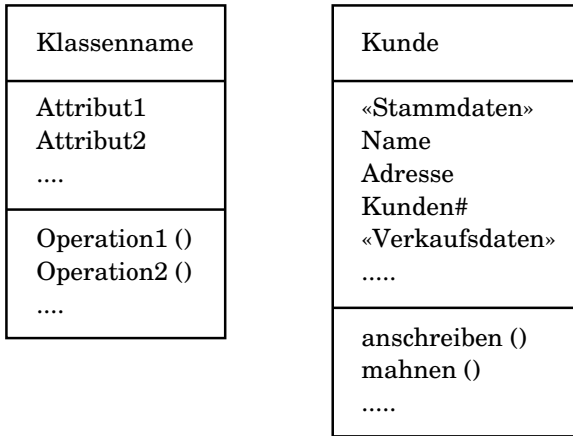 Klassenname
Attribut1
Attribut2
....
Operation1 ()
Operation2 ()
....
Kunde
«Stammdaten»
Name
Adresse
Kunden#
«Verkaufsdaten»
.....
anschreiben ()
mahnen ()
.....